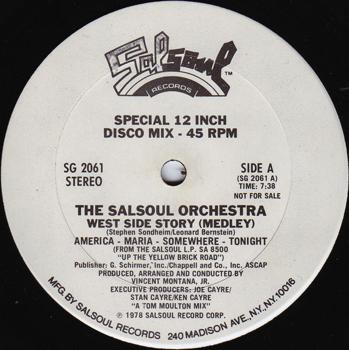 Salsoul
RECORDS
TM
SPECIAL 12 INCH
DISCO MIX - 45 RPM
SG 2061
STEREO
SIDE A
(SG 2061 A)
TIME: 7:38
NOT FOR SALE
THE SALSOUL ORCHESTRA
WEST SIDE STORY (MEDLEY)
(Stephen Sondheim/Leonard Bernstein)
AMERICA - MARIA - SOMEWHERE - TONIGHT
(FROM THE SALSOUL L.P. SA 8500
"UP THE YELLOW BRICK ROAD")
Publisher: G. Schirmer, Inc./Chappell and Co., Inc. ASCAP
PRODUCED, ARRANGED AND CONDUCTED BY
VINCENT MONTANA, JR.
EXECUTIVE PRODUCERS: JOE CAYRE/
STAN CAYRE/KEN CAYRE
"A TOM MOULTON MIX"
℗ 1978 SALSOUL RECORD CORP.
MFG. BY SALSOUL RECORDS 240 MADISON AVE., NY, NY. 10016